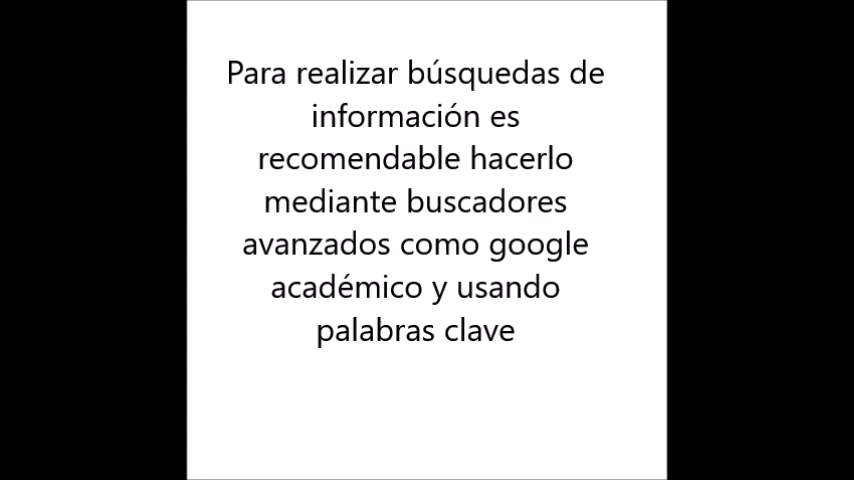 Para realizar búsquedas de
información es
recomendable hacerlo
mediante buscadores
avanzados como google
académico y usando
palabras clave